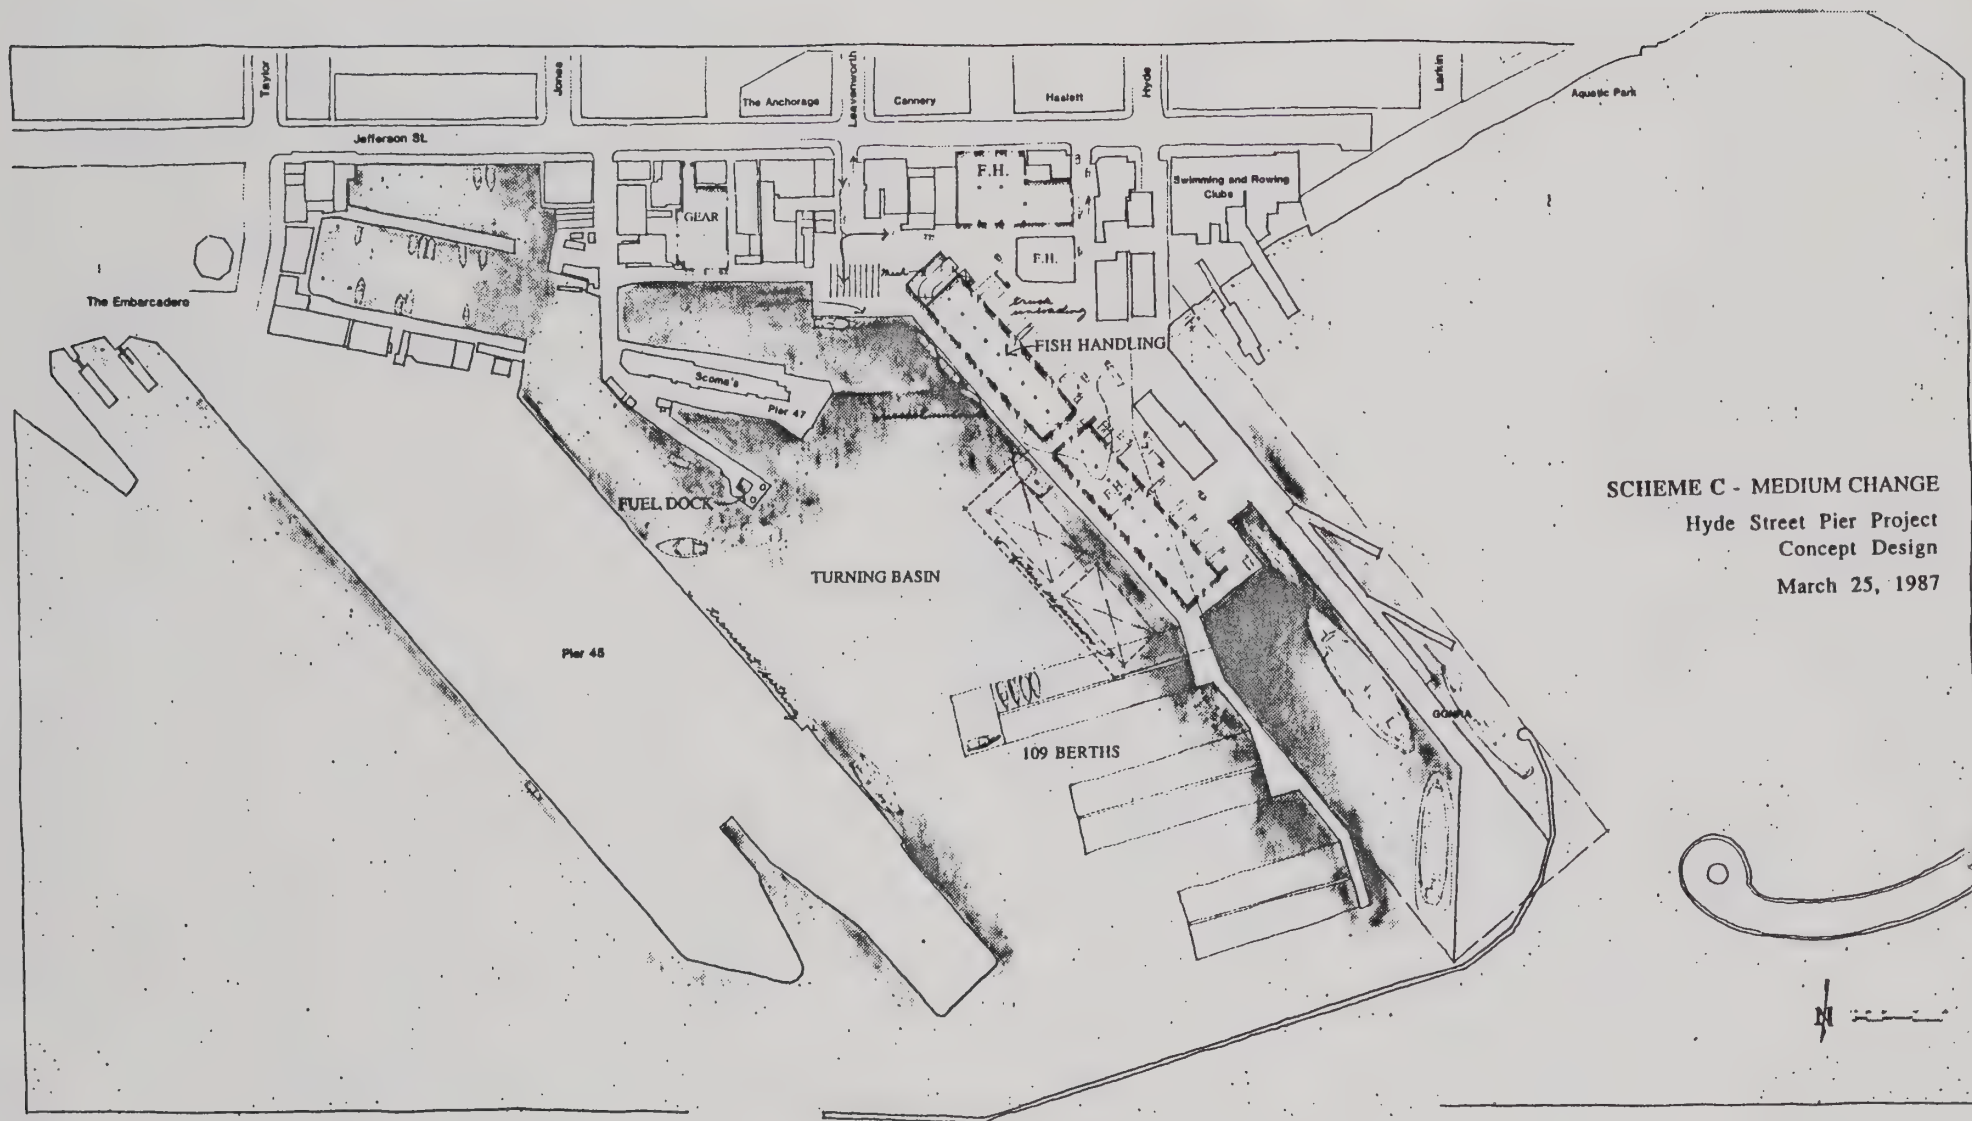 Taylor
Jones
Leavenworth
Hyde
Larkin
The Anchorage
Cannery
Haslett
Aquatic Park
Jefferson St.
F.H.
Swimming and Rowing
Clubs
GEAR
F.H.
The Embarcadero
truck
unloading
FISH HANDLING
Scoma's
Pier 47
F.H.
FUEL DOCK
TURNING BASIN
Pier 45
109 BERTHS
SCHEME C - MEDIUM CHANGE
Hyde Street Pier Project
Concept Design
March 25, 1987
N